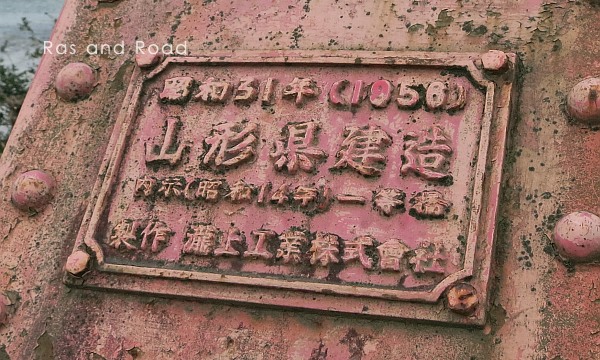 Ras and Road
昭和31年(1956)
山形県建造
内示(昭和14年)一等橋
製作 瀧上工業株式會社